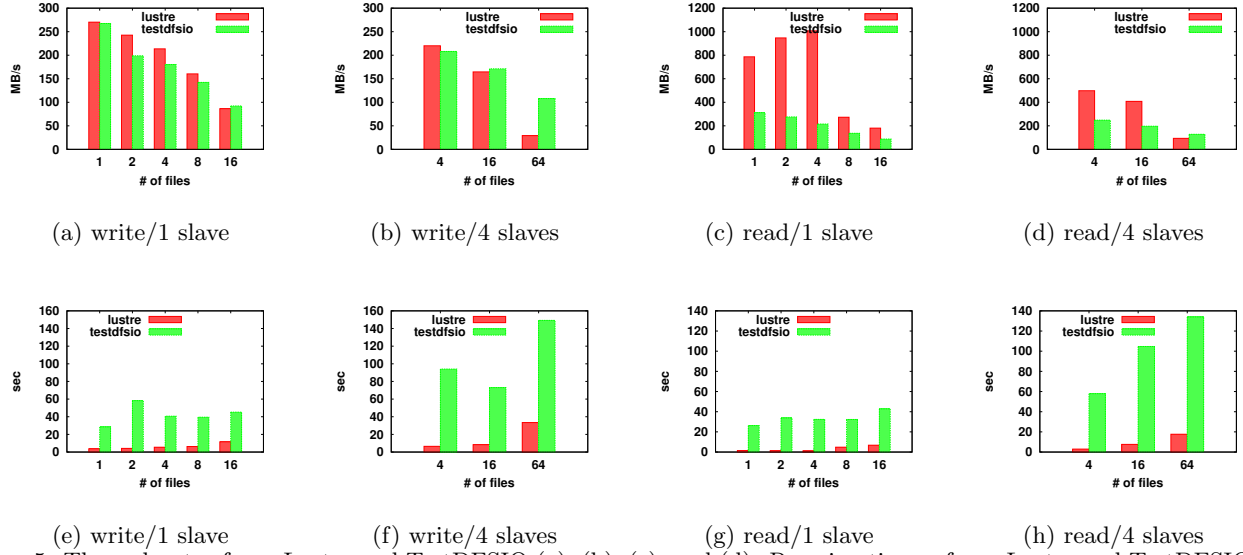 300
250
200
150
100
50
0
MB/s
lustre
testdfsio
1 2 4 8 16
# of files
(a) write/1 slave
300
250
200
150
100
50
0
MB/s
lustre
testdfsio
4 16 64
# of files
(b) write/4 slaves
1200
1000
800
600
400
200
0
MB/s
lustre
testdfsio
1 2 4 8 16
# of files
(c) read/1 slave
1200
1000
800
600
400
200
0
MB/s
lustre
testdfsio
4 16 64
# of files
(d) read/4 slaves
160
140
120
100
80
60
40
20
0
sec
lustre
testdfsio
1 2 4 8 16
# of files
(e) write/1 slave
160
140
120
100
80
60
40
20
0
sec
lustre
testdfsio
4 16 64
# of files
(f) write/4 slaves
140
120
100
80
60
40
20
0
sec
lustre
testdfsio
1 2 4 8 16
# of files
(g) read/1 slave
140
120
100
80
60
40
20
0
sec
lustre
testdfsio
4 16 64
# of files
(h) read/4 slaves
Lustre and TestDFSIO (a), (b), (c), and (d). Lustre and TestDFSIO